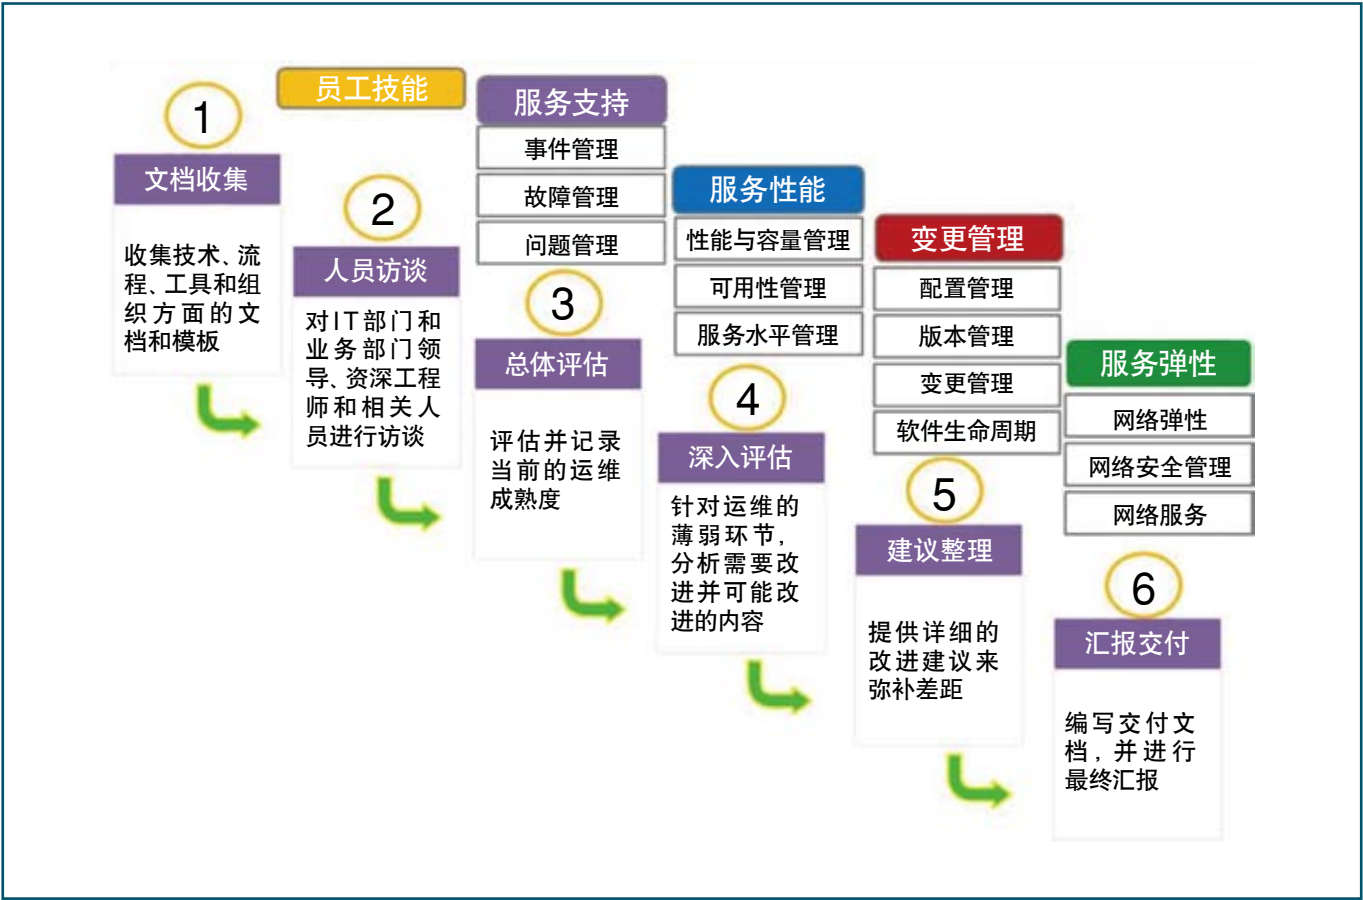 1
文档收集
收集技术、流
程、工具和组
织方面的文
档和模板
员工技能
2
人员访谈
对IT部门和
业务部门领
导、资深工程
师和相关人
员进行访谈
服务支持
事件管理
故障管理
问题管理
3
总体评估
评估并记录
当前的运维
成熟度
服务性能
性能与容量管理
可用性管理
服务水平管理
4
深入评估
针对运维的
薄弱环节,
分析需要改
进并可能改
进的内容
变更管理
配置管理
版本管理
变更管理
软件生命周期
5
建议整理
提供详细的
改进建议来
弥补差距
服务弹性
网络弹性
网络安全管理
网络服务
6
汇报交付
编写交付文
档,并进行
最终汇报